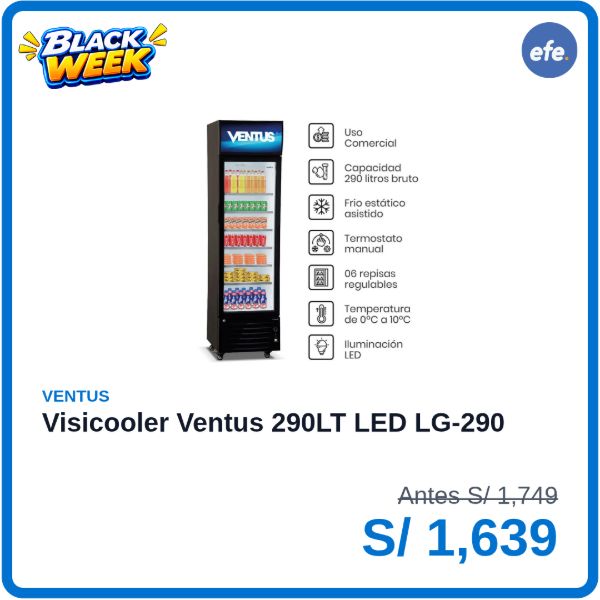 BLACK
WEEK
efe.
VENTUS
Uso
Comercial
Capacidad
290 litros bruto
Frio estático
asistido
Termostato
manual
06 repisas
regulables
Temperatura
de 0°C a 10°C
Iluminación
LED
VENTUS
Visicooler Ventus 290LT LED LG-290
Antes S/ 1,749
S/ 1,639